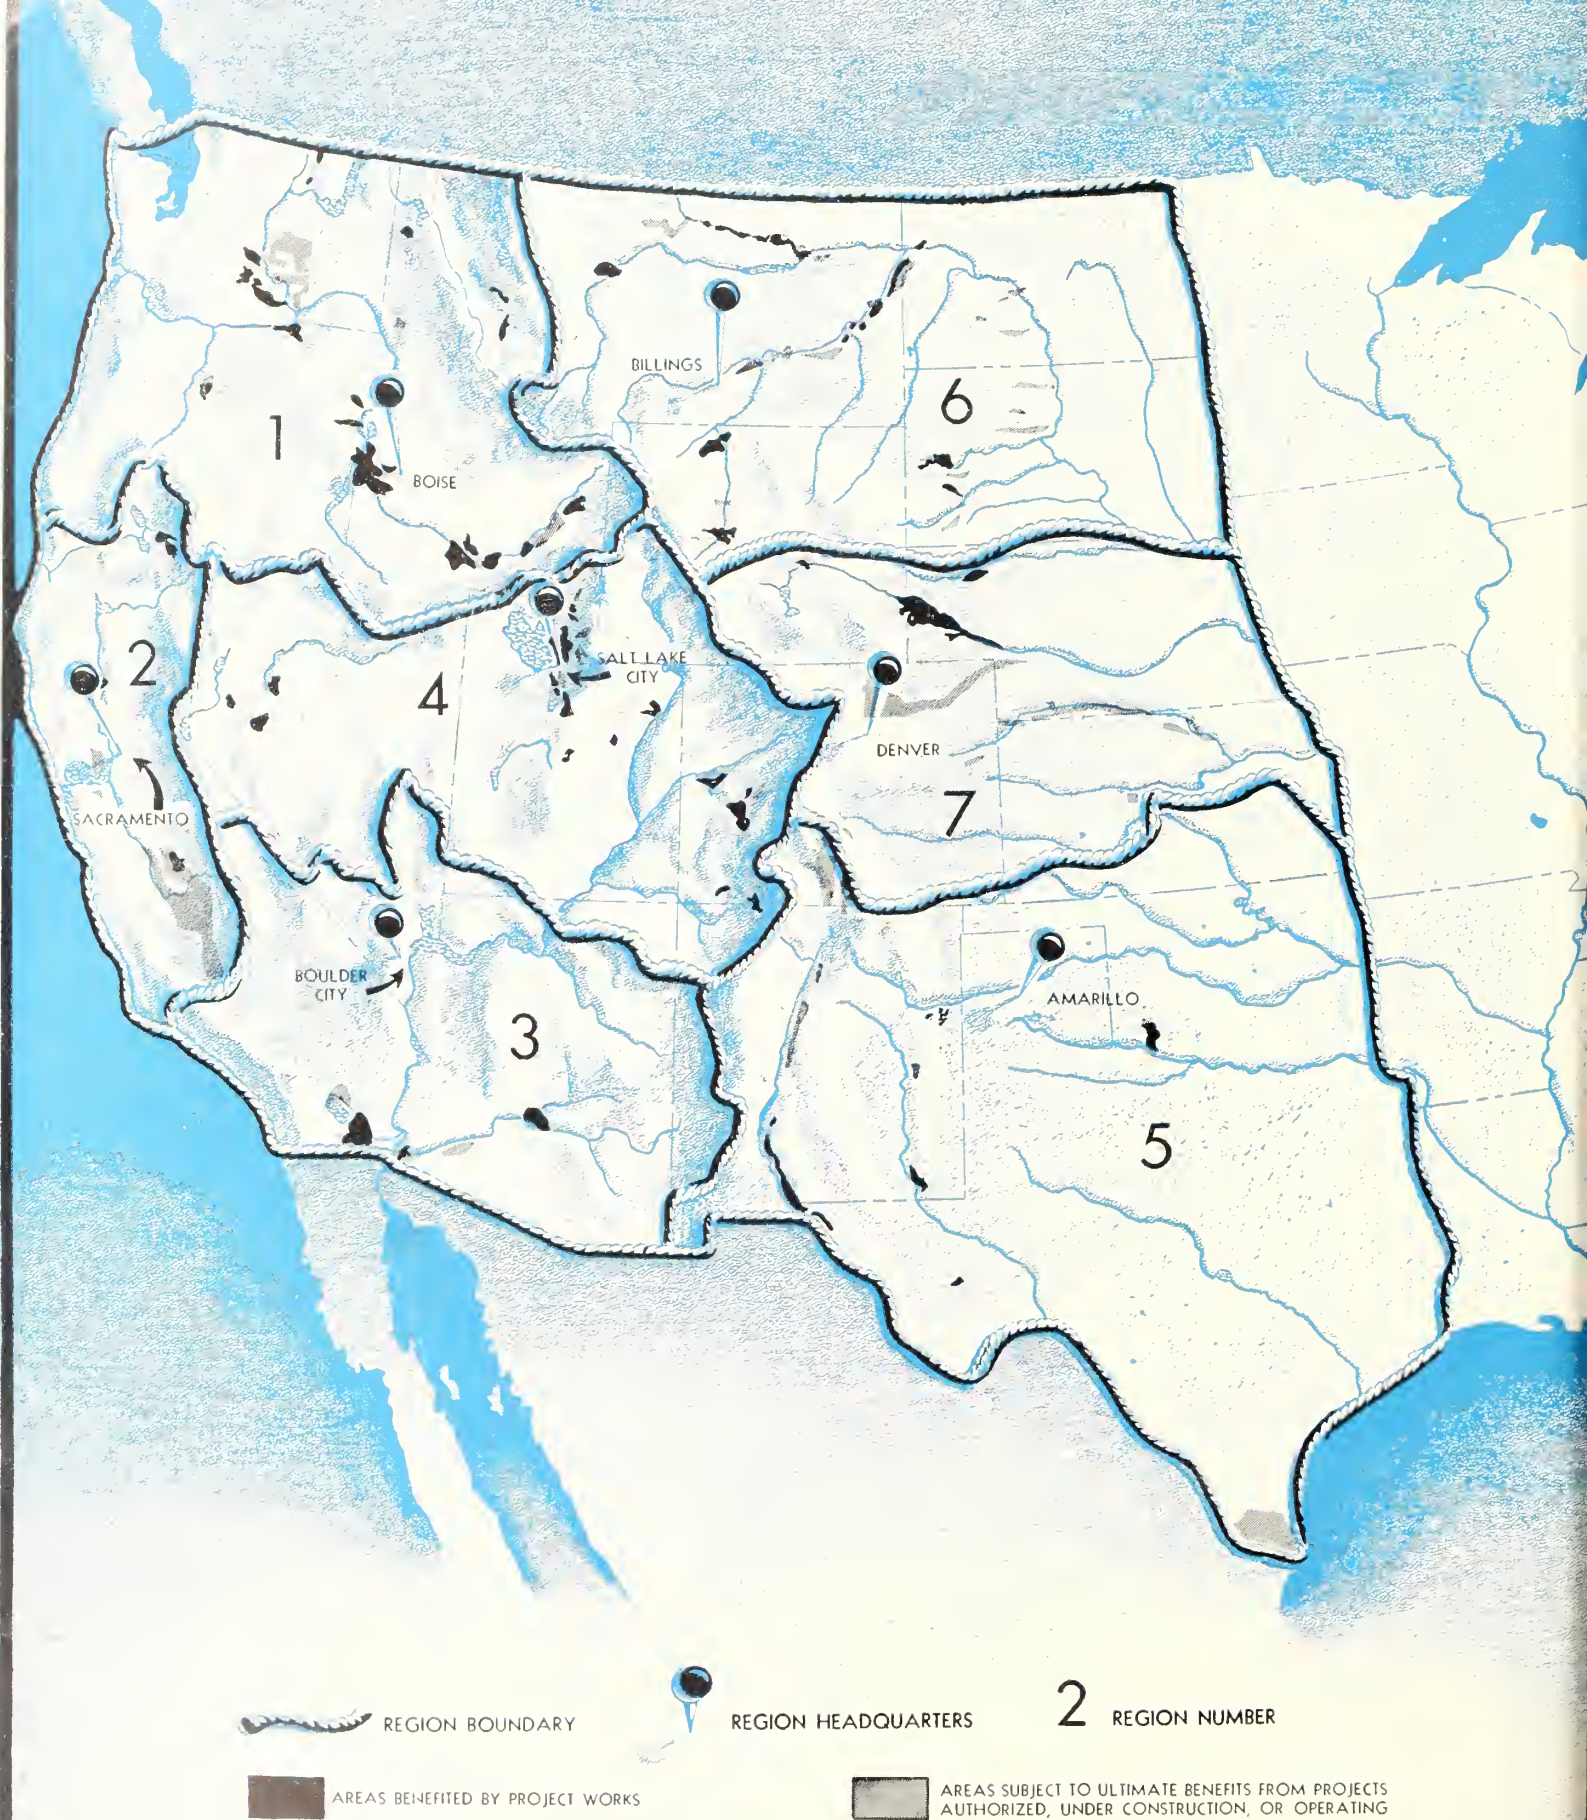 BILLINGS
6
1
BOISE
2
SALT LAKE
CITY
4
DENVER
SACRAMENTO
7
BOULDER
CITY
AMARILLO
3
5
REGION BOUNDARY
REGION HEADQUARTERS
2 REGION NUMBER
AREAS BENEFITED BY PROJECT WORKS
AREAS SUBJECT TO ULTIMATE BENEFITS FROM PROJECTS
AUTHORIZED, UNDER CONSTRUCTION, OR OPERATING